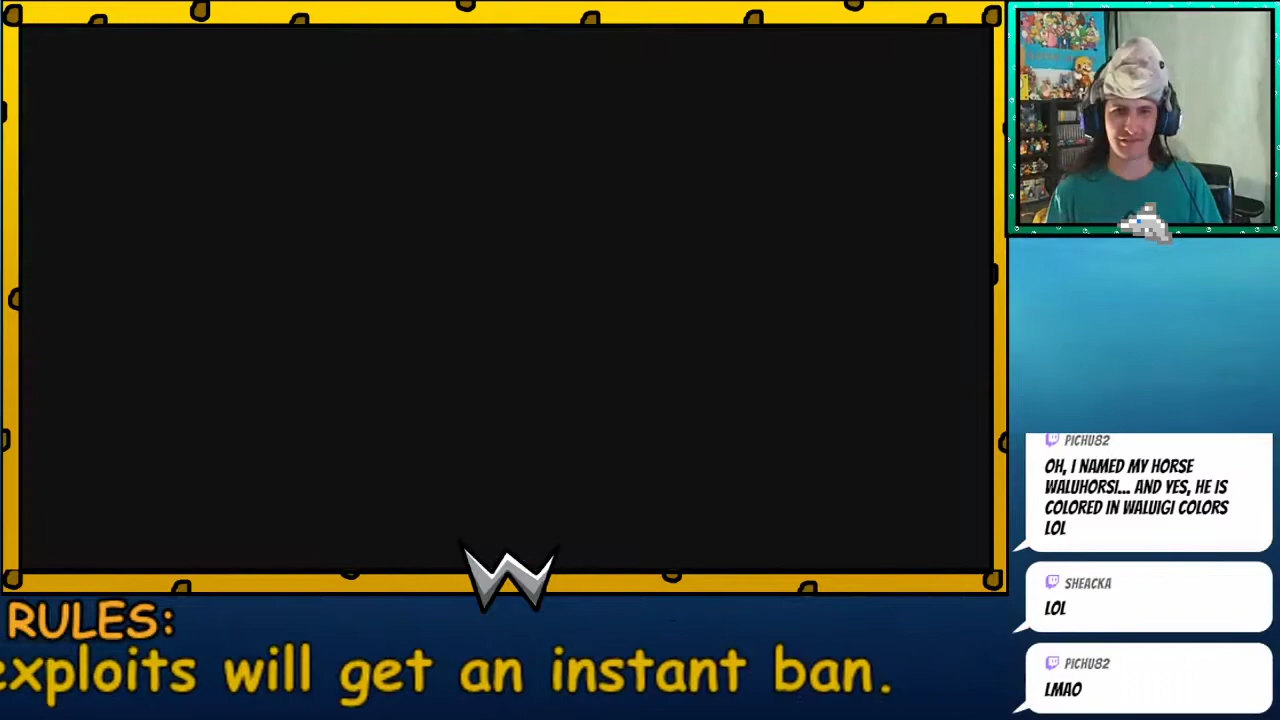 W
RULES:
exploits will get an instant ban.
PICHU82
OH, I NAMED MY HORSE
WALUHORSI... AND YES, HE IS
COLORED IN WALUIGI COLORS
LOL
SHEACKA
LOL
PICHU82
LMAO